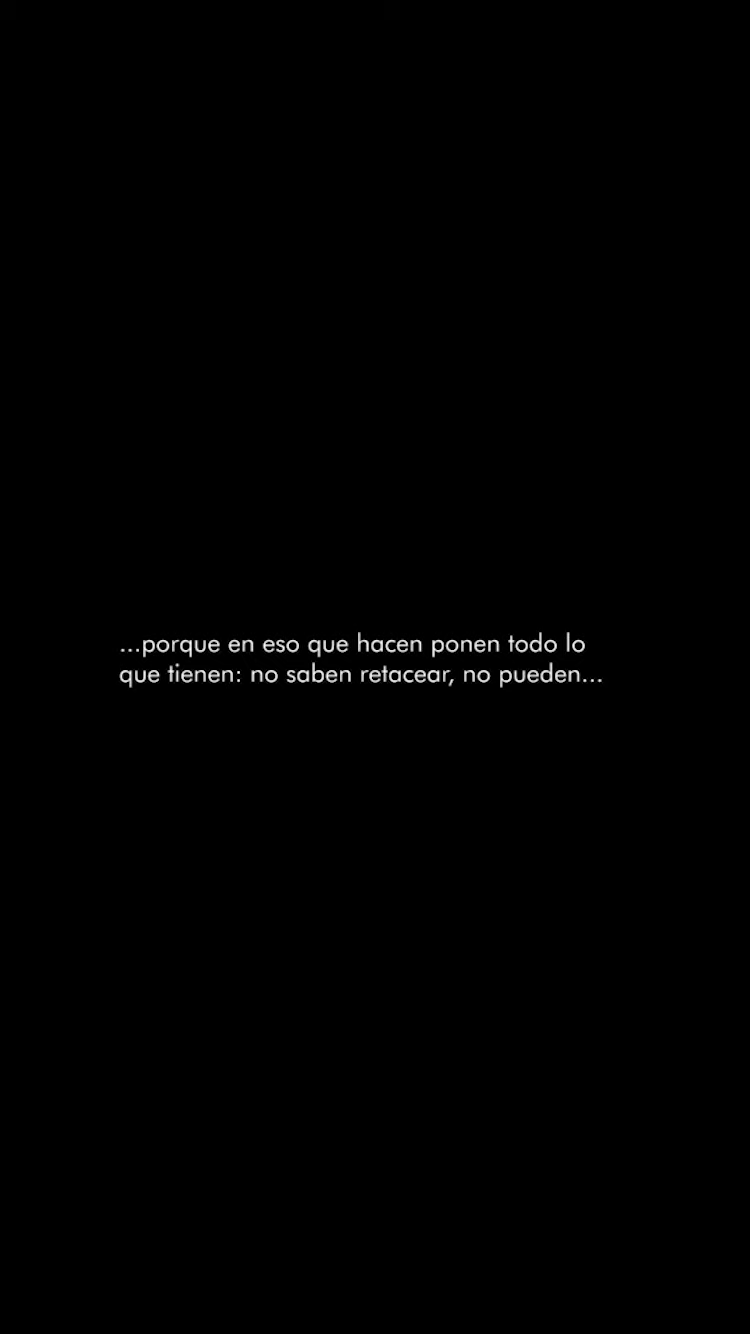 ...porque en eso que hacen ponen todo lo
que tienen: no saben retacear, no pueden...